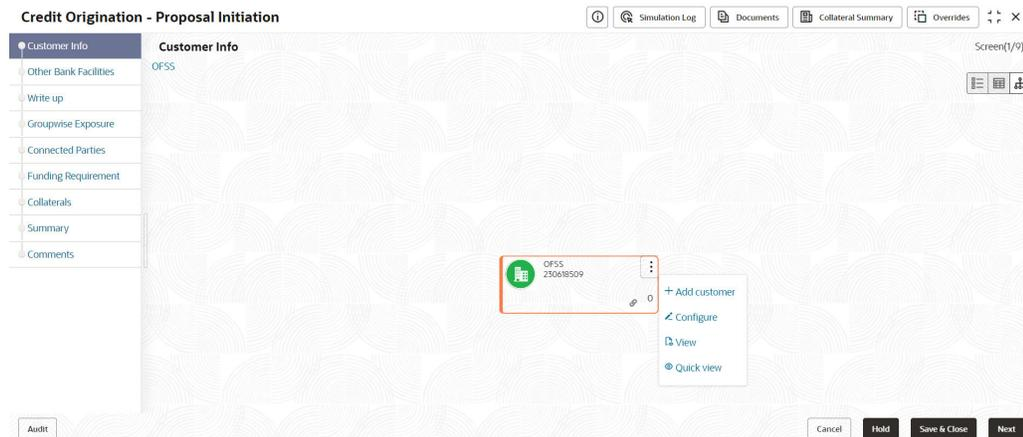 Credit Origination - Proposal Initiation
Simulation Log
Documents
Collateral Summary
Overrides
Customer Info
Other Bank Facilities
Write up
Groupwise Exposure
Connected Parties
Funding Requirement
Collaterals
Summary
Comments
Customer Info
Screen(1/9)
OFSS
OFSS
230618509
0
Add customer
Configure
View
Quick view
Audit
Cancel
Hold
Save & Close
Next